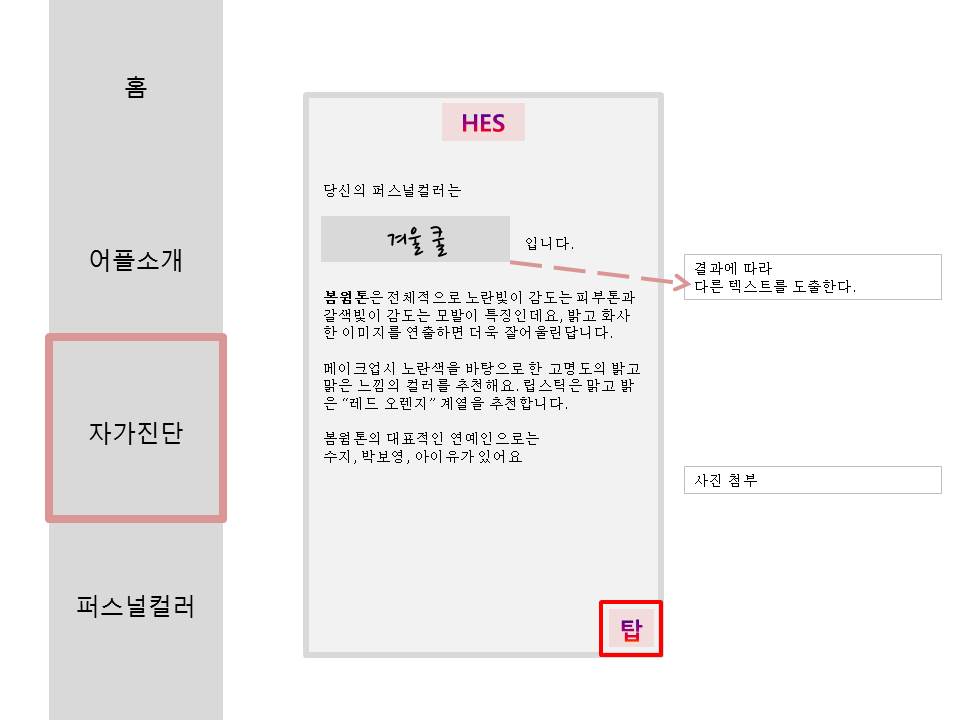 홈
어플소개
자가진단
퍼스널컬러
HES
당신의 퍼스널컬러는
겨울 쿨
입니다.
봄웜톤은 전체적으로 노란빛이 감도는 피부톤과
갈색빛이 감도는 모발이 특징인데요, 밝고 화사
한 이미지를 연출하면 더욱 잘어울린답니다.
메이크업시 노란색을 바탕으로 한 고명도의 밝고
맑은 느낌의 컬러를 추천해요. 립스틱은 맑고 밝
은 “레드 오렌지” 계열을 추천합니다.
봄웜톤의 대표적인 연예인으로는
수지, 박보영, 아이유가 있어요
탑
결과에 따라
다른 텍스트를 도출한다.
사진 첨부